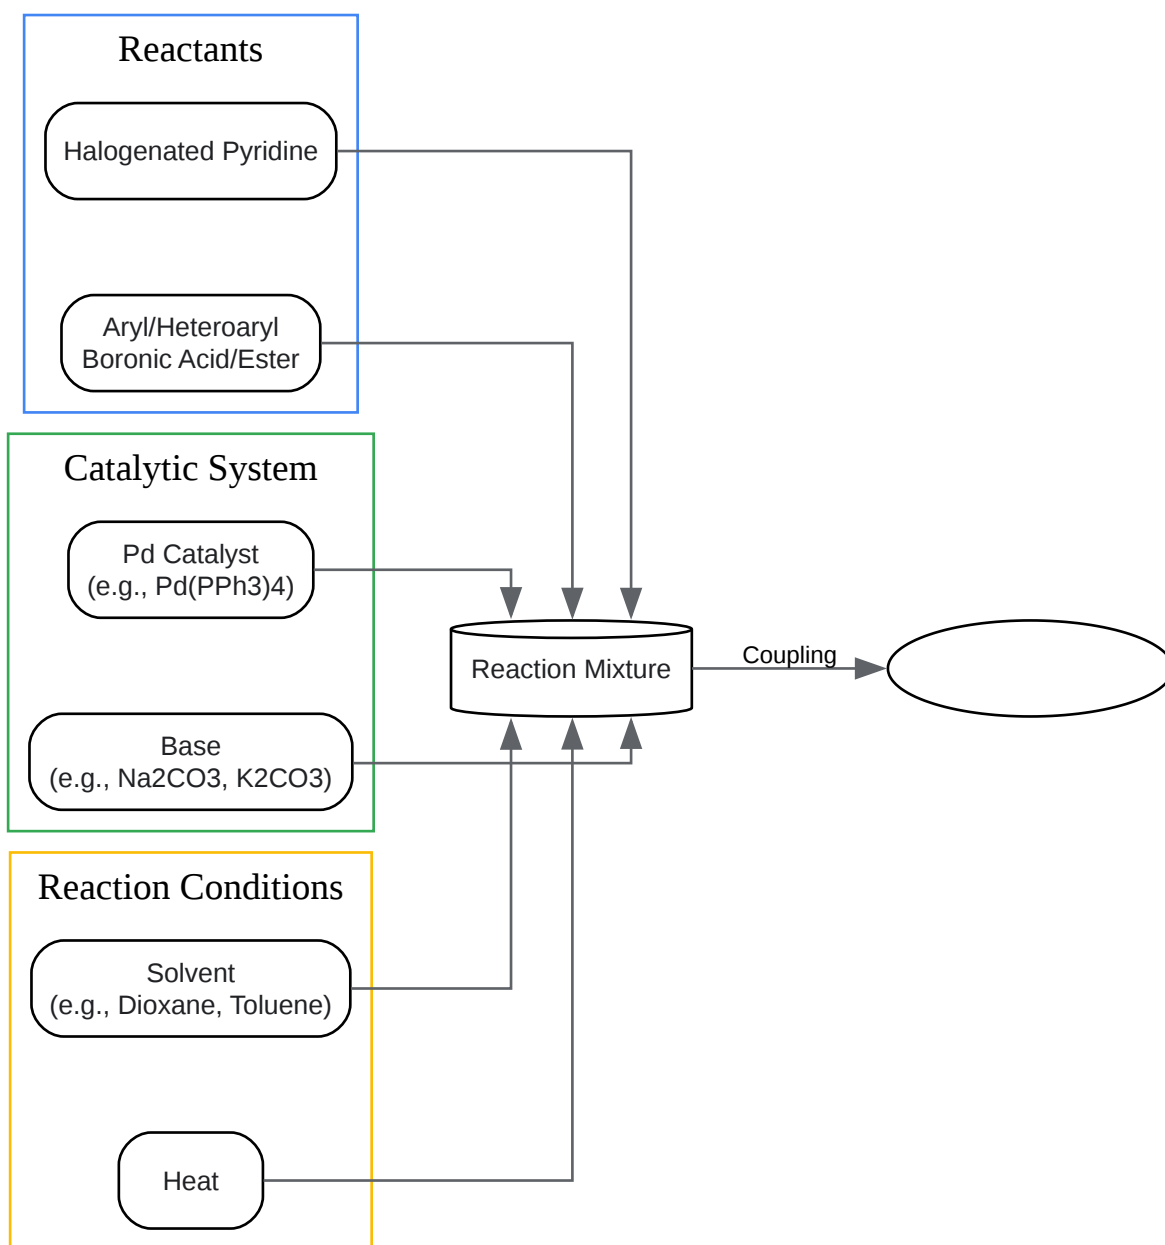 Reactants
Halogenated Pyridine
Aryl/Heteroaryl
Boronic Acid/Ester
Catalytic System
Pd Catalyst
(e.g., Pd(PPh3)4)
Base
(e.g., Na2CO3, K2CO3)
Reaction Conditions
Solvent
(e.g., Dioxane, Toluene)
Heat
Reaction Mixture
Coupling